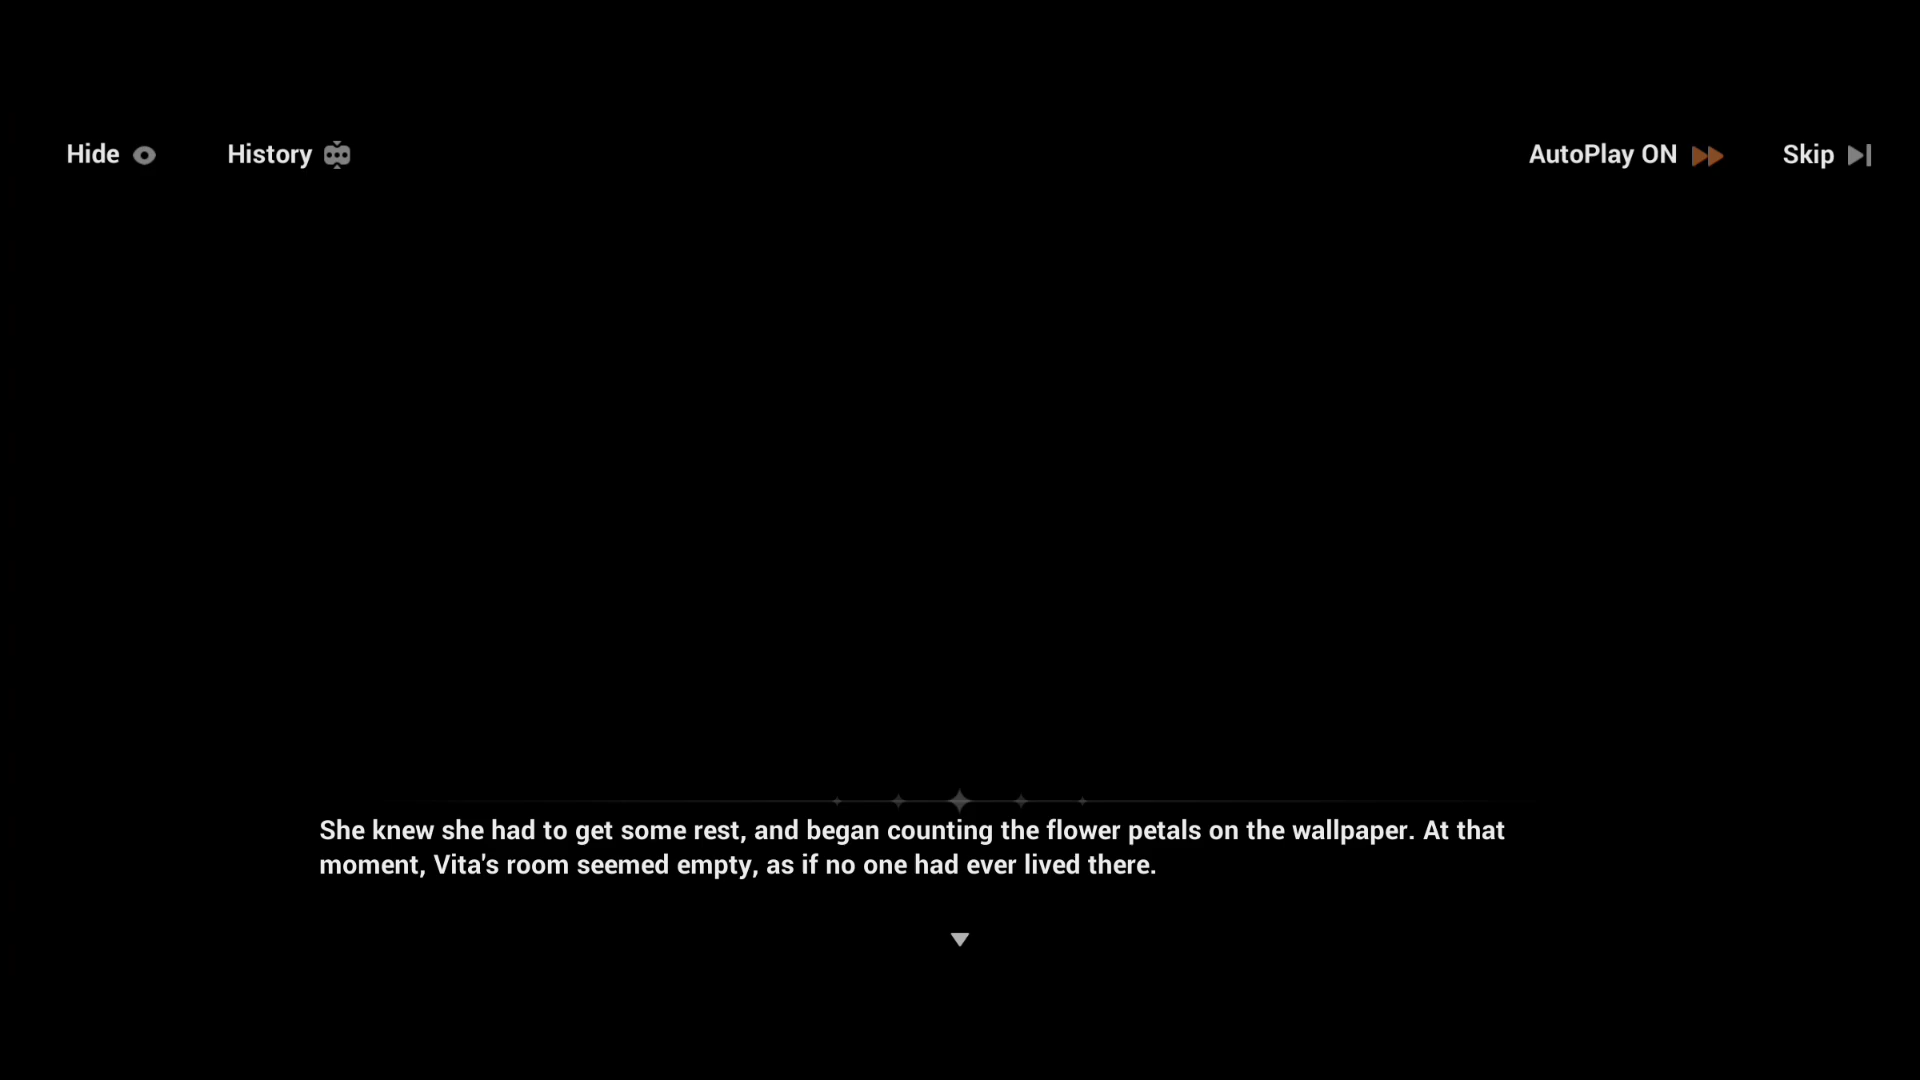 Hide
History
AutoPlay ON
Skip
She knew she had to get some rest, and began counting the flower petals on the wallpaper. At that
moment, Vita's room seemed empty, as if no one had ever lived there.